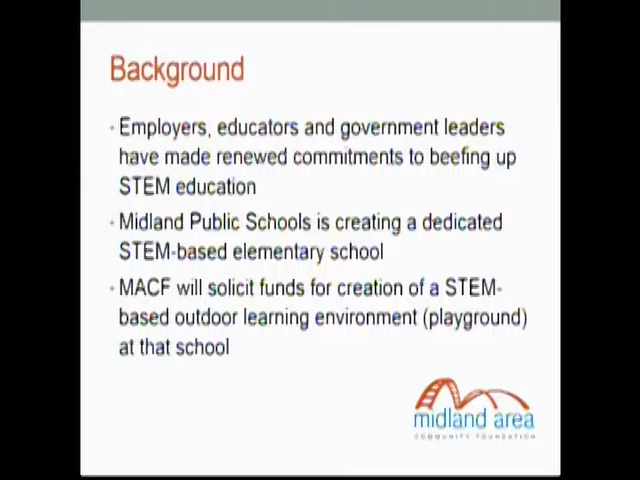 Background
· Employers, educators and government leaders
have made renewed commitments to beefing up
STEM education
· Midland Public Schools is creating a dedicated
STEM-based elementary school
· MACF will solicit funds for creation of a STEM-
based outdoor learning environment (playground)
at that school
midland area
COMMUNITY FOUNDATION